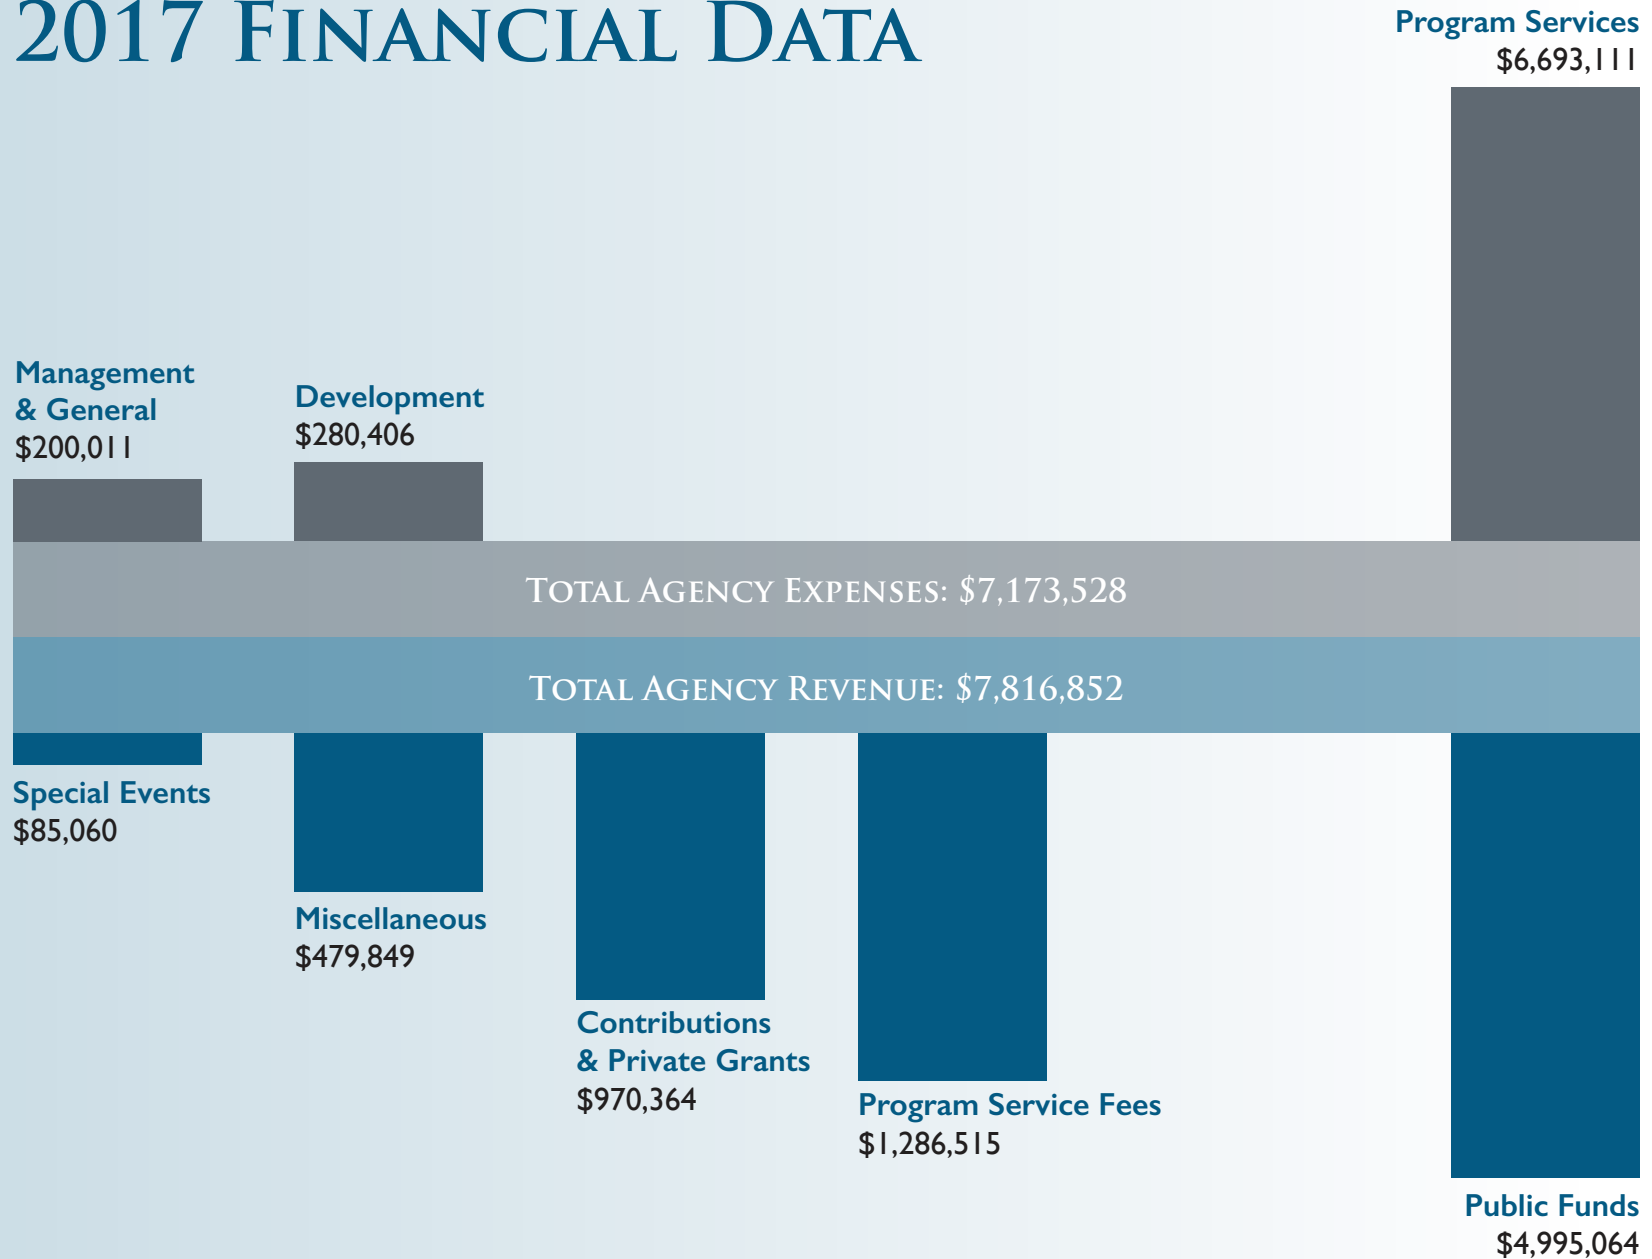 2017 Financial Data
Program Services
$6,693,111
Management
& General
$200,011
Development
$280,406
Total Agency Expenses: $7,173,528
Total Agency Revenue: $7,816,852
Special Events
$85,060
Miscellaneous
$479,849
Contributions
& Private Grants
$970,364
Program Service Fees
$1,286,515
Public Funds
$4,995,064